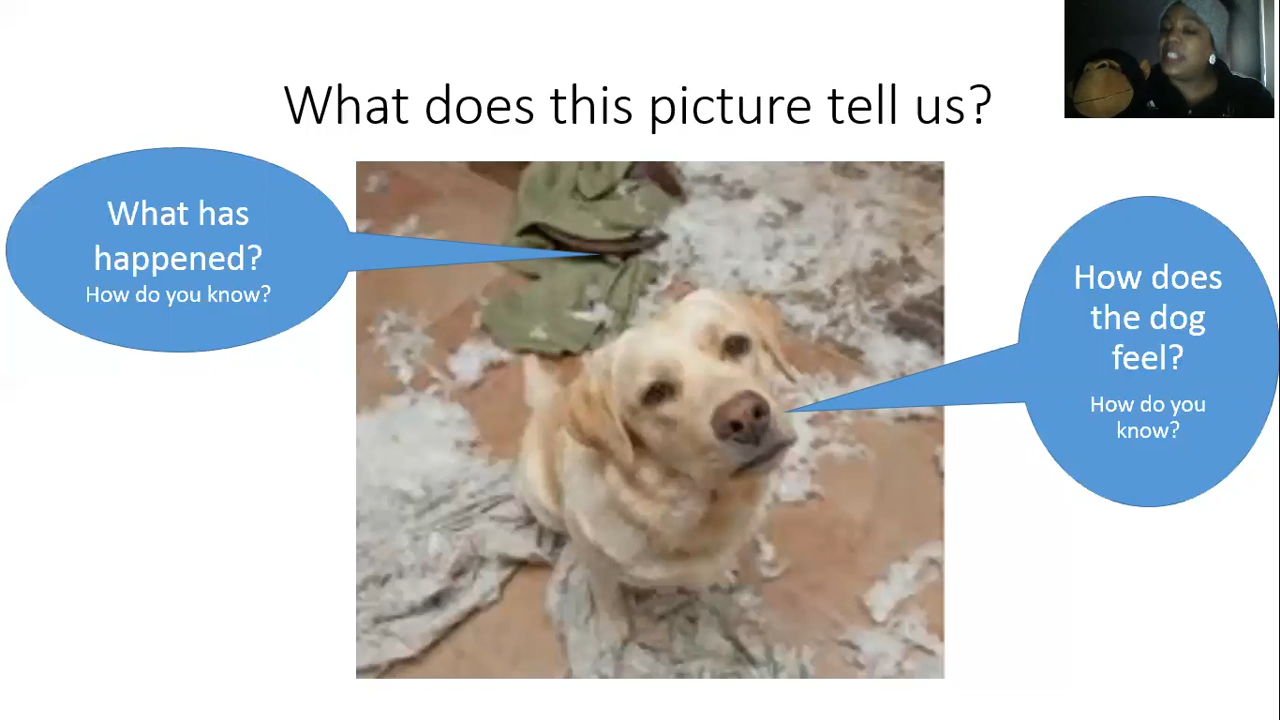 What does this picture tell us?
What has
happened?
How do you know?
How does
the dog
feel?
How do you
know?